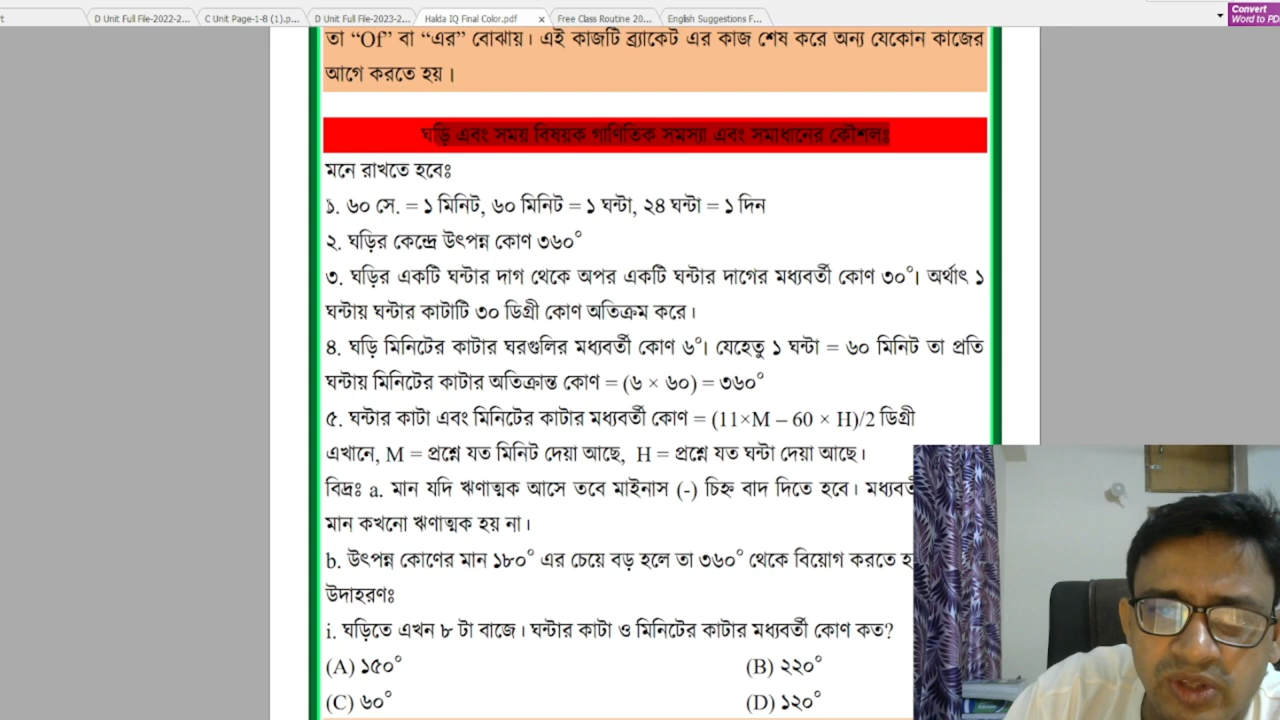 D Unit Full File-2022-2... C Unit Page-1-8 (1).p... D Unit Full File-2023-2... Halda IQ Final Color.pdf × Free Class Routine 20... English Suggestions F...
Convert
Word to PD
তা “Of” বা “এর” বোঝায়। এই কাজটি ব্র্যাকেট এর কাজ শেষ করে অন্য যেকোন কাজের
আগে করতে হয়।
ঘড়ি এবং সময় বিষয়ক গাণিতিক সমস্যা এবং সমাধানের কৌশলঃ
মনে রাখতে হবেঃ
১. ৬০ সে. = ১ মিনিট, ৬০ মিনিট = ১ ঘন্টা, ২৪ ঘন্টা = ১ দিন
২. ঘড়ির কেন্দ্রে উৎপন্ন কোণ ৩৬০°
৩. ঘড়ির একটি ঘন্টার দাগ থেকে অপর একটি ঘন্টার দাগের মধ্যবর্তী কোণ ৩০°। অর্থাৎ ১
ঘন্টায় ঘন্টার কাটাটি ৩০ ডিগ্রী কোণ অতিক্রম করে।
৪. ঘড়ি মিনিটের কাটার ঘরগুলির মধ্যবর্তী কোণ ৬°। যেহেতু ১ ঘন্টা = ৬০ মিনিট তা প্রতি
ঘন্টায় মিনিটের কাটার অতিক্রান্ত কোণ = (৬ × ৬০) = ৩৬০°
৫. ঘন্টার কাটা এবং মিনিটের কাটার মধ্যবর্তী কোণ = (11×M – 60 × H)/2 ডিগ্রী
এখানে, M = প্রশ্নে যত মিনিট দেয়া আছে, H = প্রশ্নে যত ঘন্টা দেয়া আছে।
বিদ্রঃ a. মান যদি ঋণাত্মক আসে তবে মাইনাস (-) চিহ্ন বাদ দিতে হবে।
মান কখনো ঋণাত্মক হয় না।
b. উৎপন্ন কোণের মান ১৮০° এর চেয়ে বড় হলে তা ৩৬০° থেকে বিয়োগ করতে
উদাহরণঃ
i. ঘড়িতে এখন ৮ টা বাজে। ঘন্টার কাটা ও মিনিটের কাটার মধ্যবর্তী কোণ কত?
(A) ১৫০° (B) ২২০°
(C) ৬০° (D) ১২০°